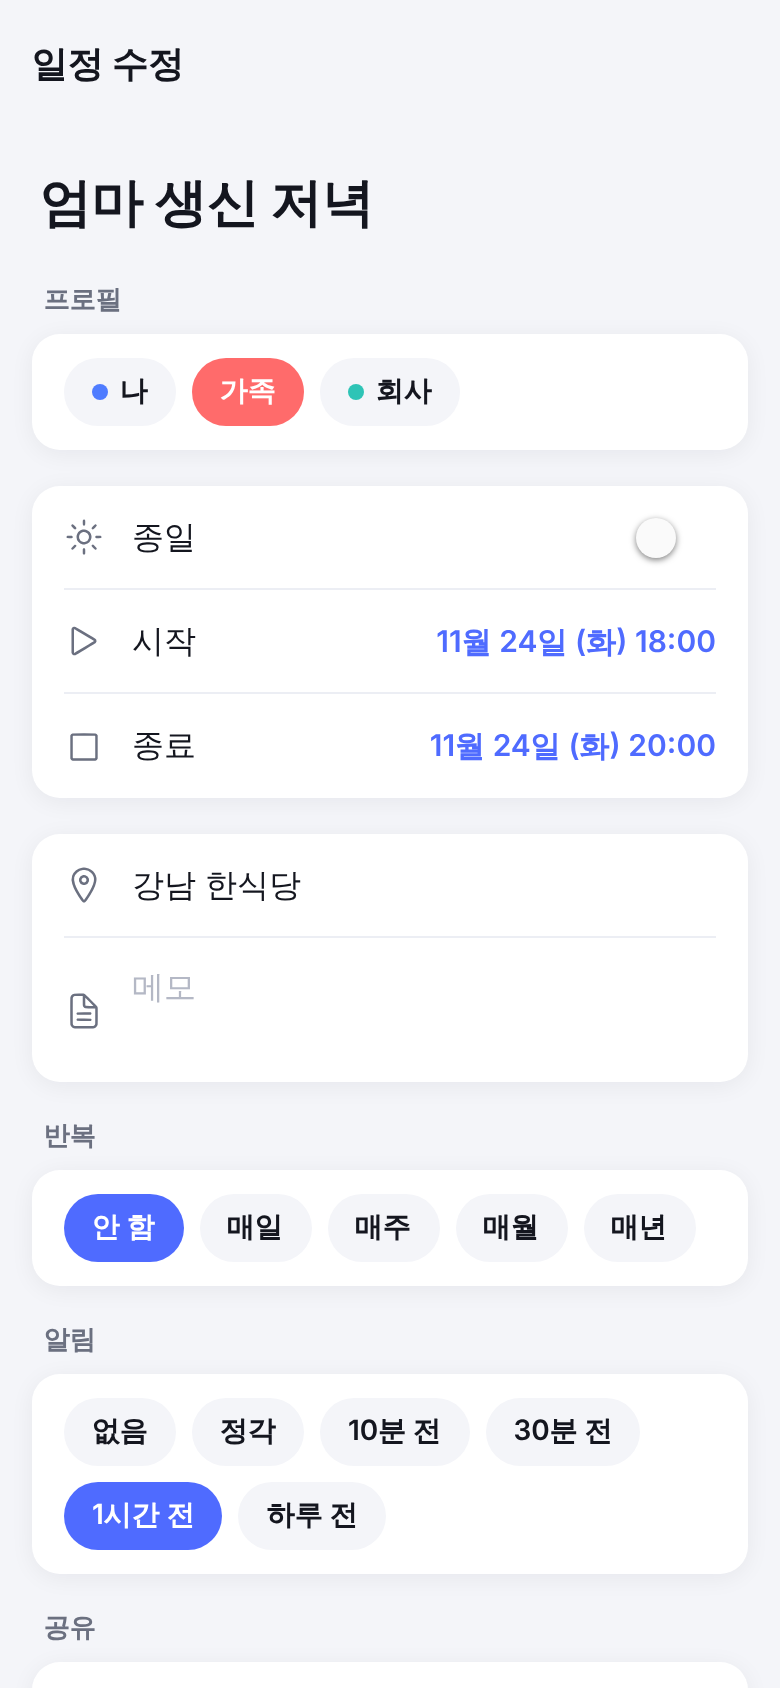 일정 수정
엄마 생신 저녁
프로필
나 가족 회사
종일
시작 11월 24일 (화) 18:00
종료 11월 24일 (화) 20:00
강남 한식당
메모
반복
안 함 매일 매주 매월 매년
알림
없음 정각 10분 전 30분 전
1시간 전 하루 전
공유